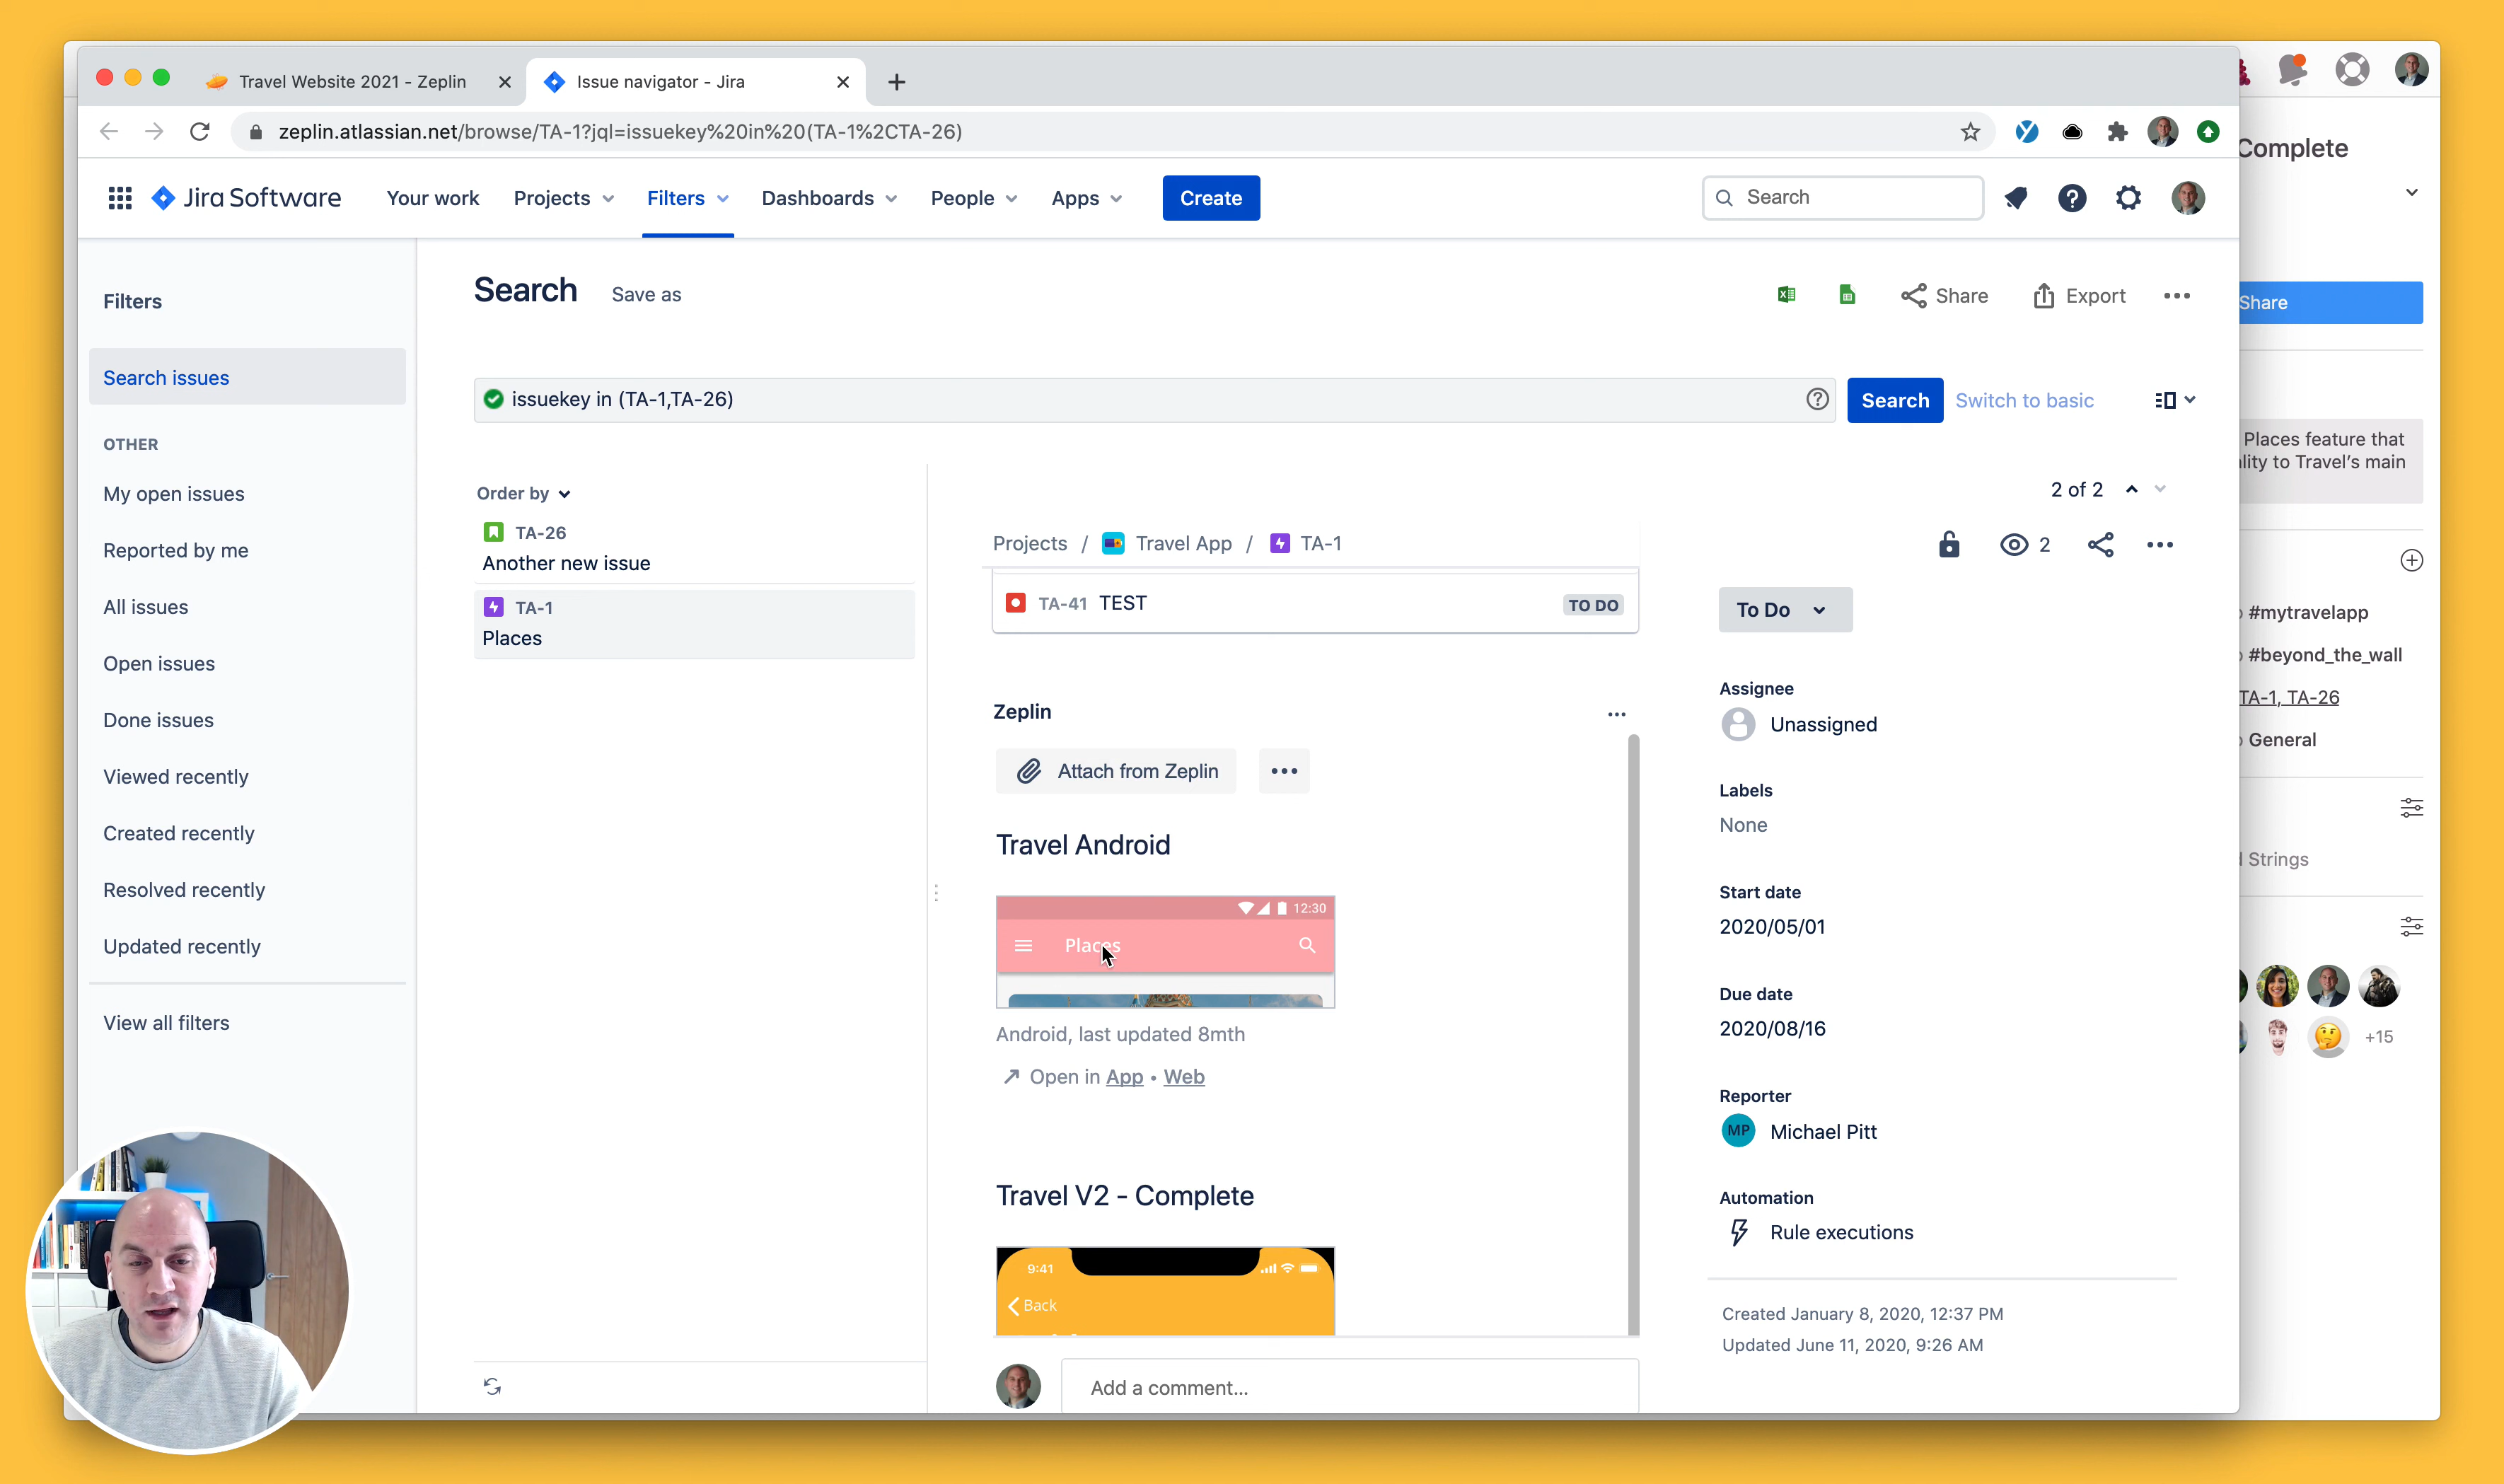 Travel Website 2021 - Zeplin
Issue navigator - Jira
zeplin.atlassian.net/browse/TA-1?jql=issuekey%20in%20(TA-1%2CTA-26)
Jira Software
Your work
Projects
Filters
Dashboards
People
Apps
Create
Search
Complete
Share
Places feature that
ality to Travel's main
#mytravelapp
#beyond_the_wall
TA-1, TA-26
General
Strings
+15
Filters
Search issues
OTHER
My open issues
Reported by me
All issues
Open issues
Done issues
Viewed recently
Created recently
Resolved recently
Updated recently
View all filters
Search
Save as
Share
Export
issuekey in (TA-1,TA-26)
Search
Switch to basic
Order by
TA-26
Another new issue
TA-1
Places
2 of 2
Projects / Travel App / TA-1
2
TA-41 TEST
TO DO
Zeplin
Attach from Zeplin
Travel Android
12:30
Places
Android, last updated 8mth
Open in App • Web
Travel V2 - Complete
9:41
Back
Add a comment...
To Do
Assignee
Unassigned
Labels
None
Start date
2020/05/01
Due date
2020/08/16
Reporter
MP
Michael Pitt
Automation
Rule executions
Created January 8, 2020, 12:37 PM
Updated June 11, 2020, 9:26 AM